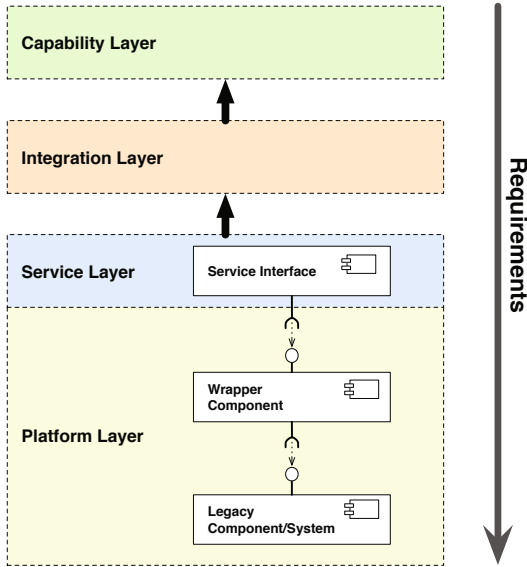 Capability Layer
Integration Layer
Requirements
Service Layer
Service Interface
Wrapper
Component
Platform Layer
Legacy
Component/System